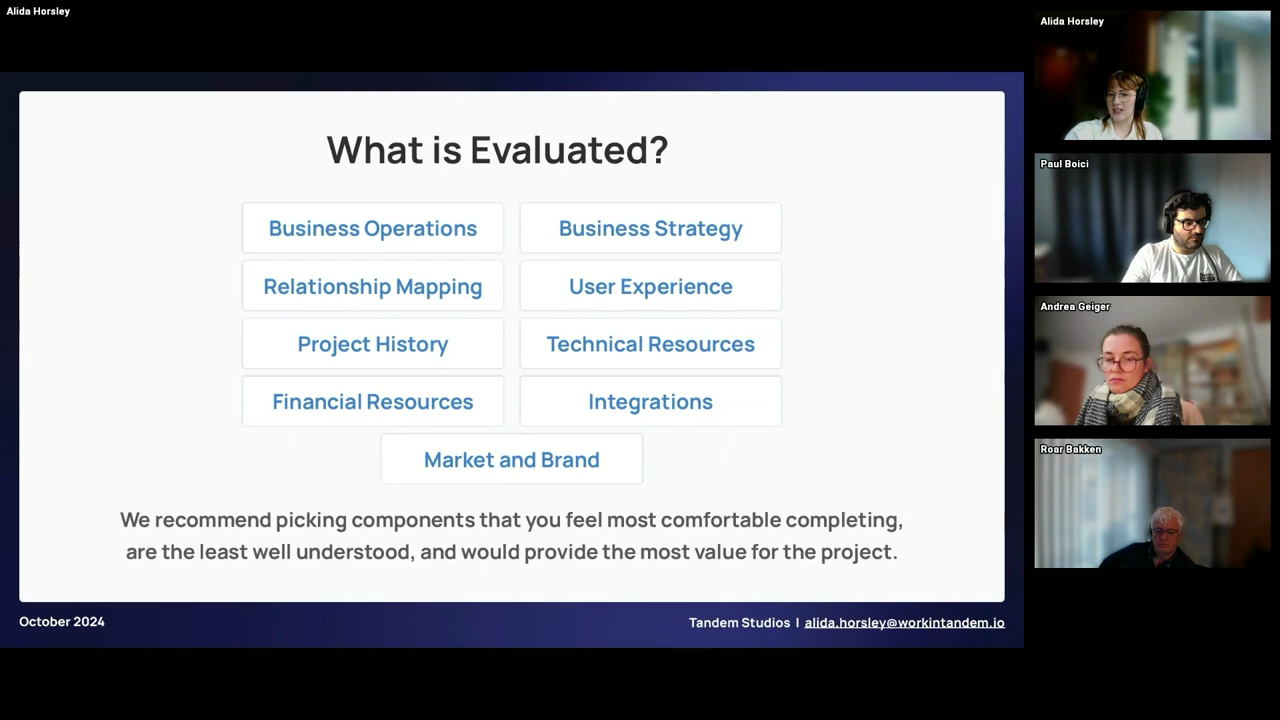 Alida Horsley
What is Evaluated?
Business Operations
Business Strategy
Relationship Mapping
User Experience
Project History
Technical Resources
Financial Resources
Integrations
Market and Brand
We recommend picking components that you feel most comfortable completing,
are the least well understood, and would provide the most value for the project.
October 2024
Tandem Studios | alida.horsley@workintandem.io
Alida Horsley
Paul Boici
Andrea Geiger
Roar Bakken